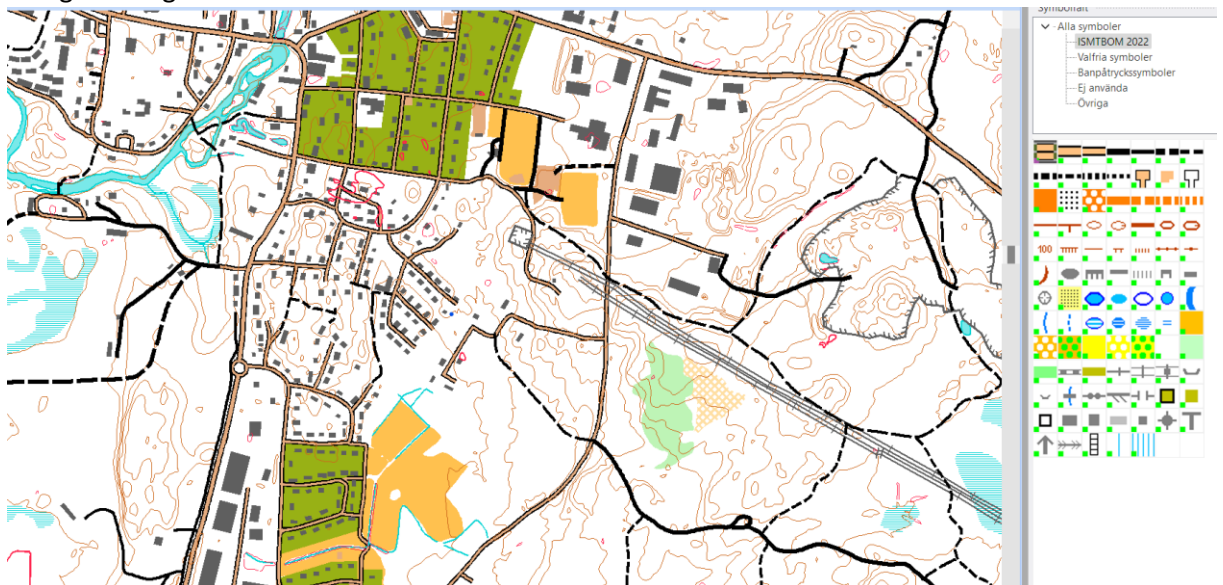 Symbolfält
Alla symboler
ISMTBOM 2022
Valfria symboler
Banpåtryckssymboler
Ej använda
Övriga
100